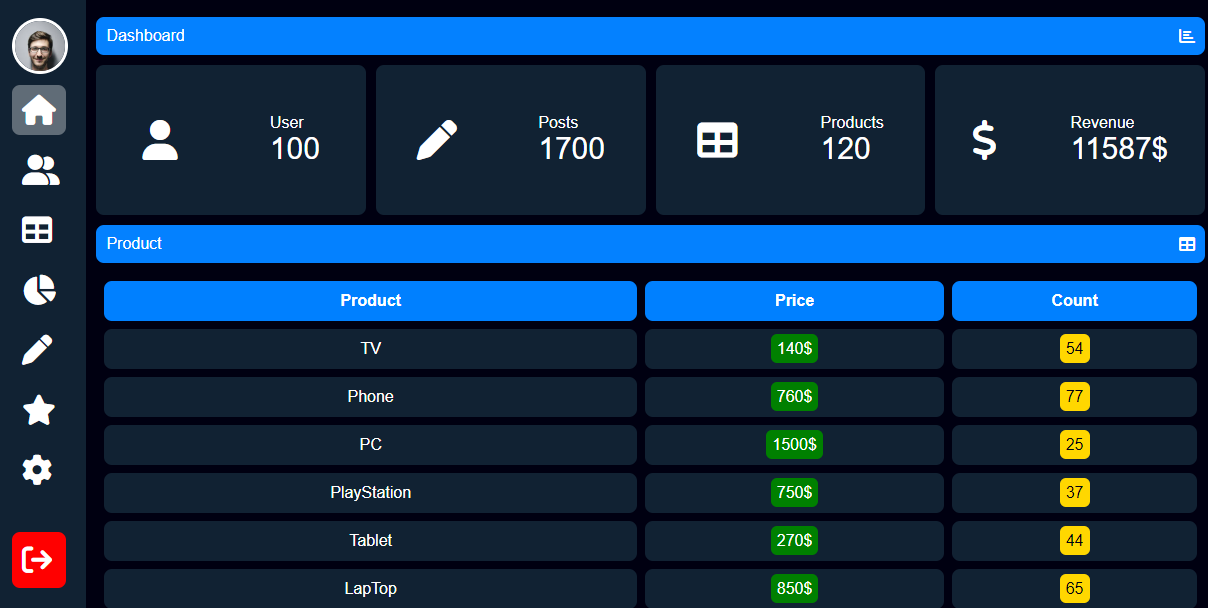 Dashboard
User
100
Posts
1700
Products
120
Revenue
11587$
Product
Product Price Count
TV 140$ 54
Phone 760$ 77
PC 1500$ 25
PlayStation 750$ 37
Tablet 270$ 44
LapTop 850$ 65